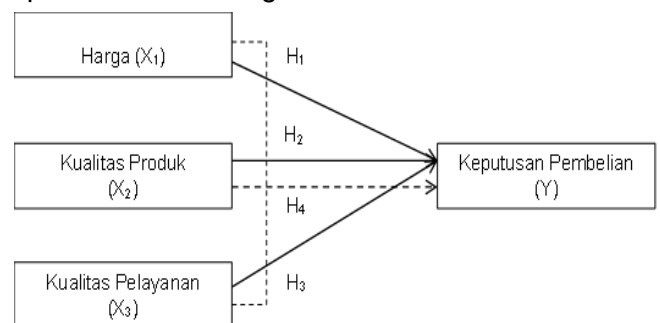 Harga (X₁)
H₁
H₂
Kualitas Produk
(X₂)
Keputusan Pembelian
(Y)
H₄
Kualitas Pelayanan
(X₃)
H₃